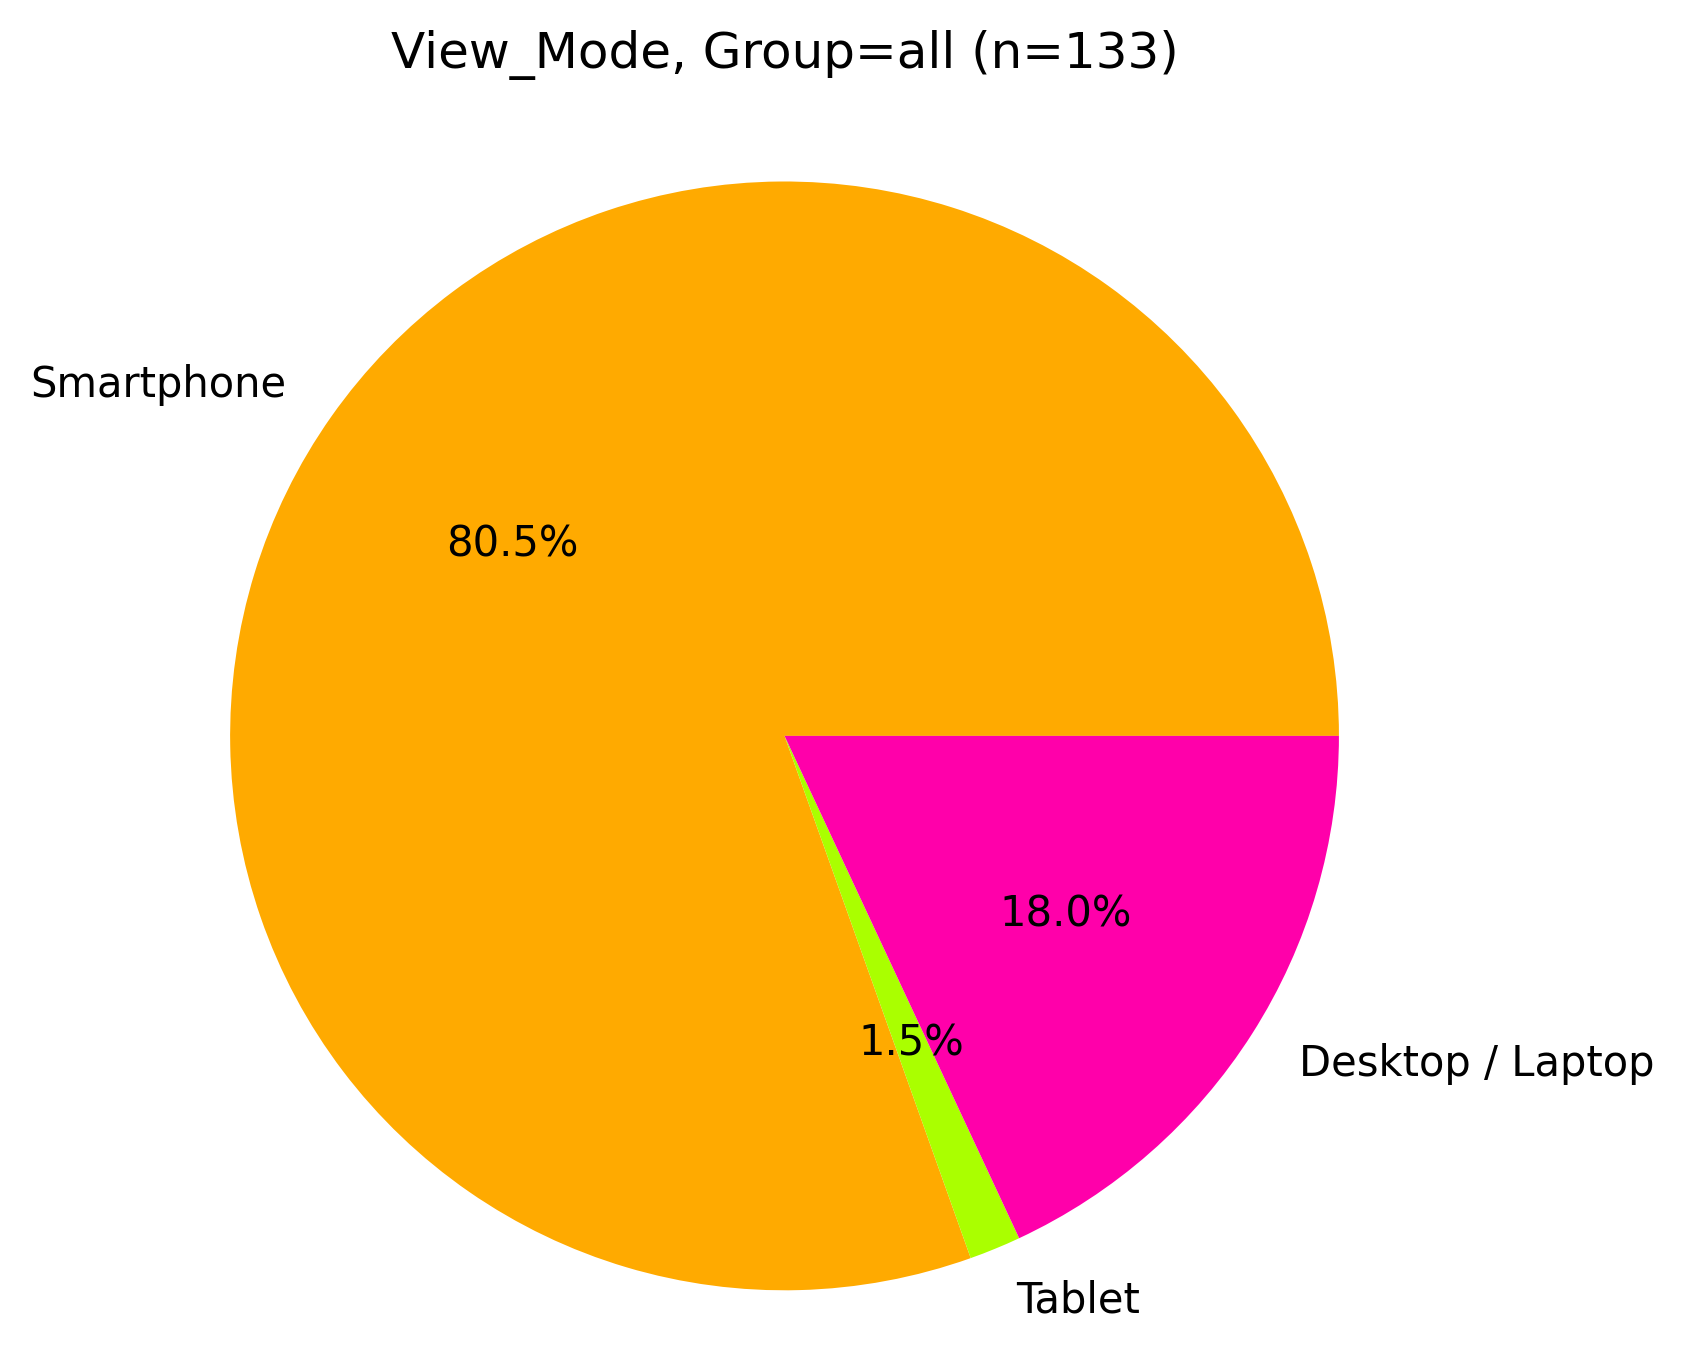 View_Mode, Group=all (n=133)
Smartphone
80.5%
18.0%
1.5%
Desktop / Laptop
Tablet